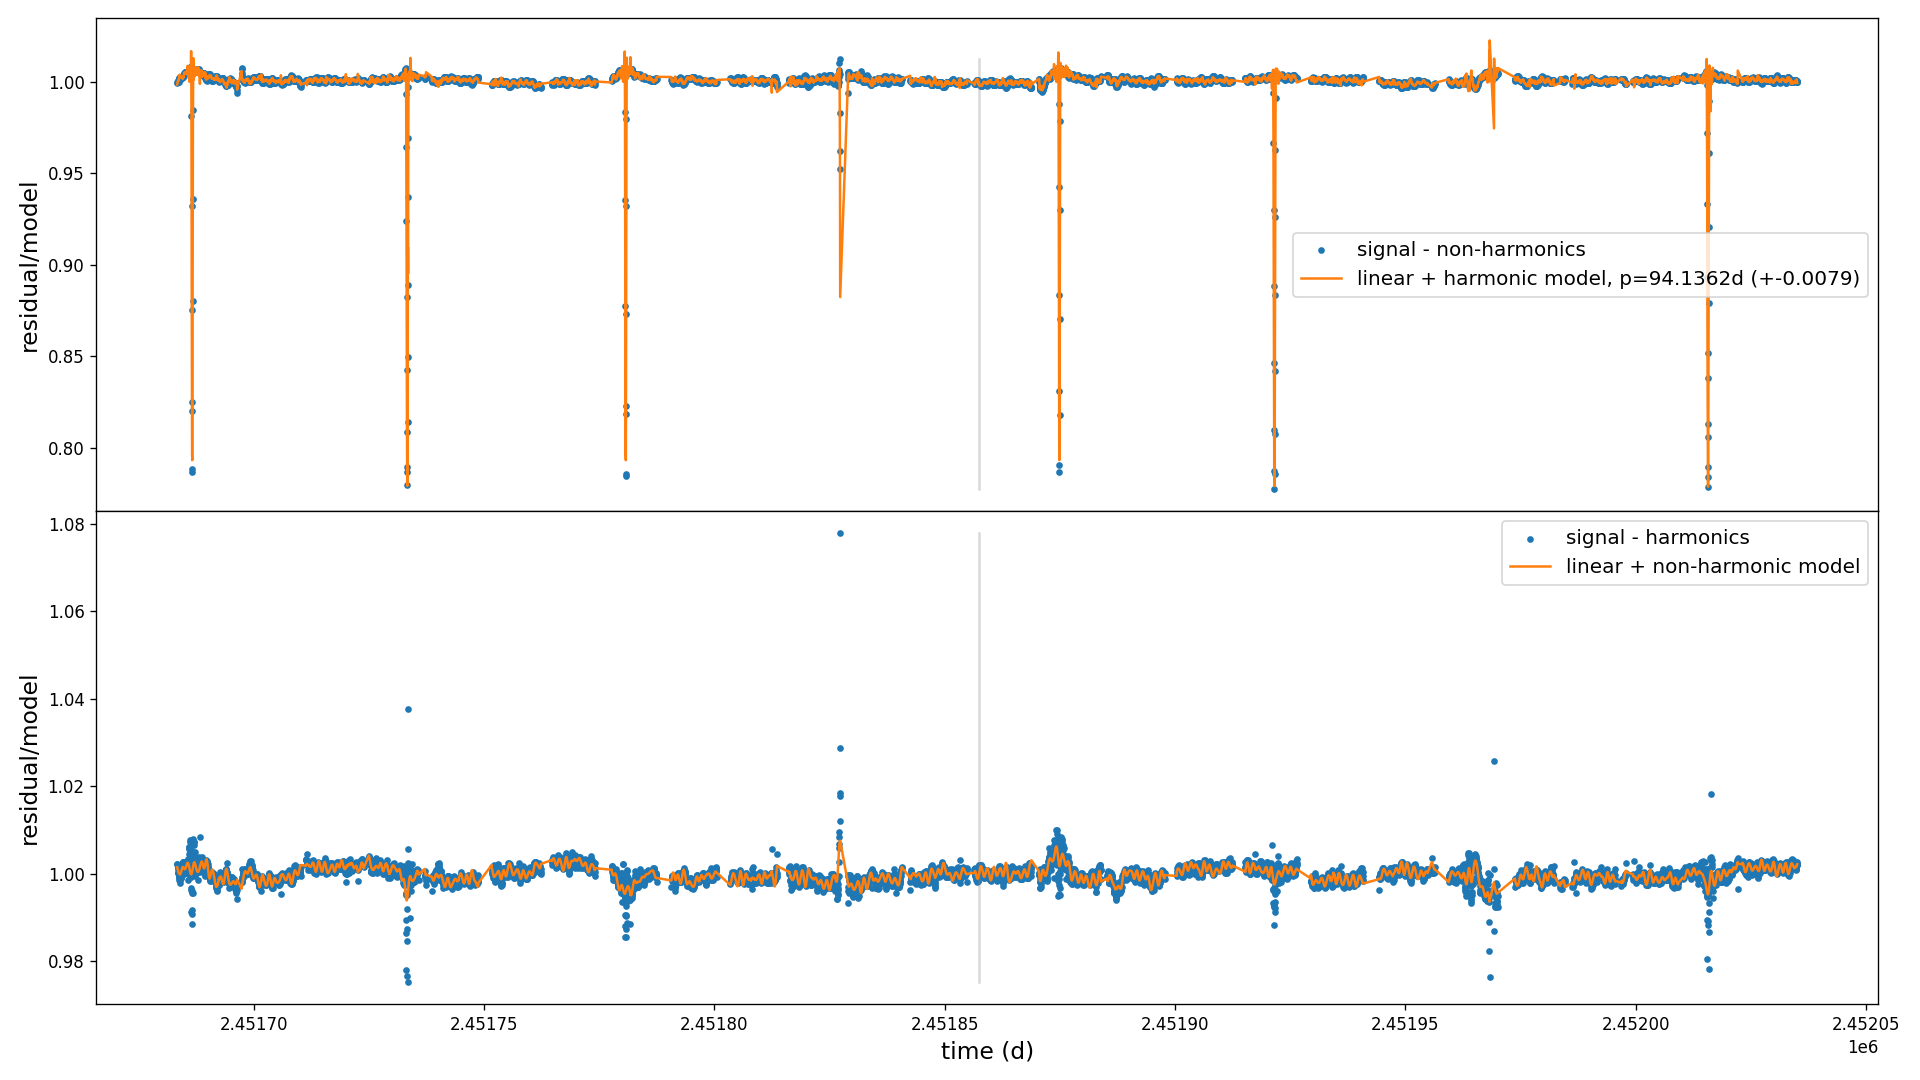 1.00
0.95
0.90
0.85
0.80
residual/model
signal - non-harmonics
linear + harmonic model, p=94.1362d (+-0.0079)
1.08
1.06
1.04
1.02
1.00
0.98
residual/model
signal - harmonics
linear + non-harmonic model
2.45170 2.45175 2.45180 2.45185 2.45190 2.45195 2.45200 2.45205
time (d)
1e6